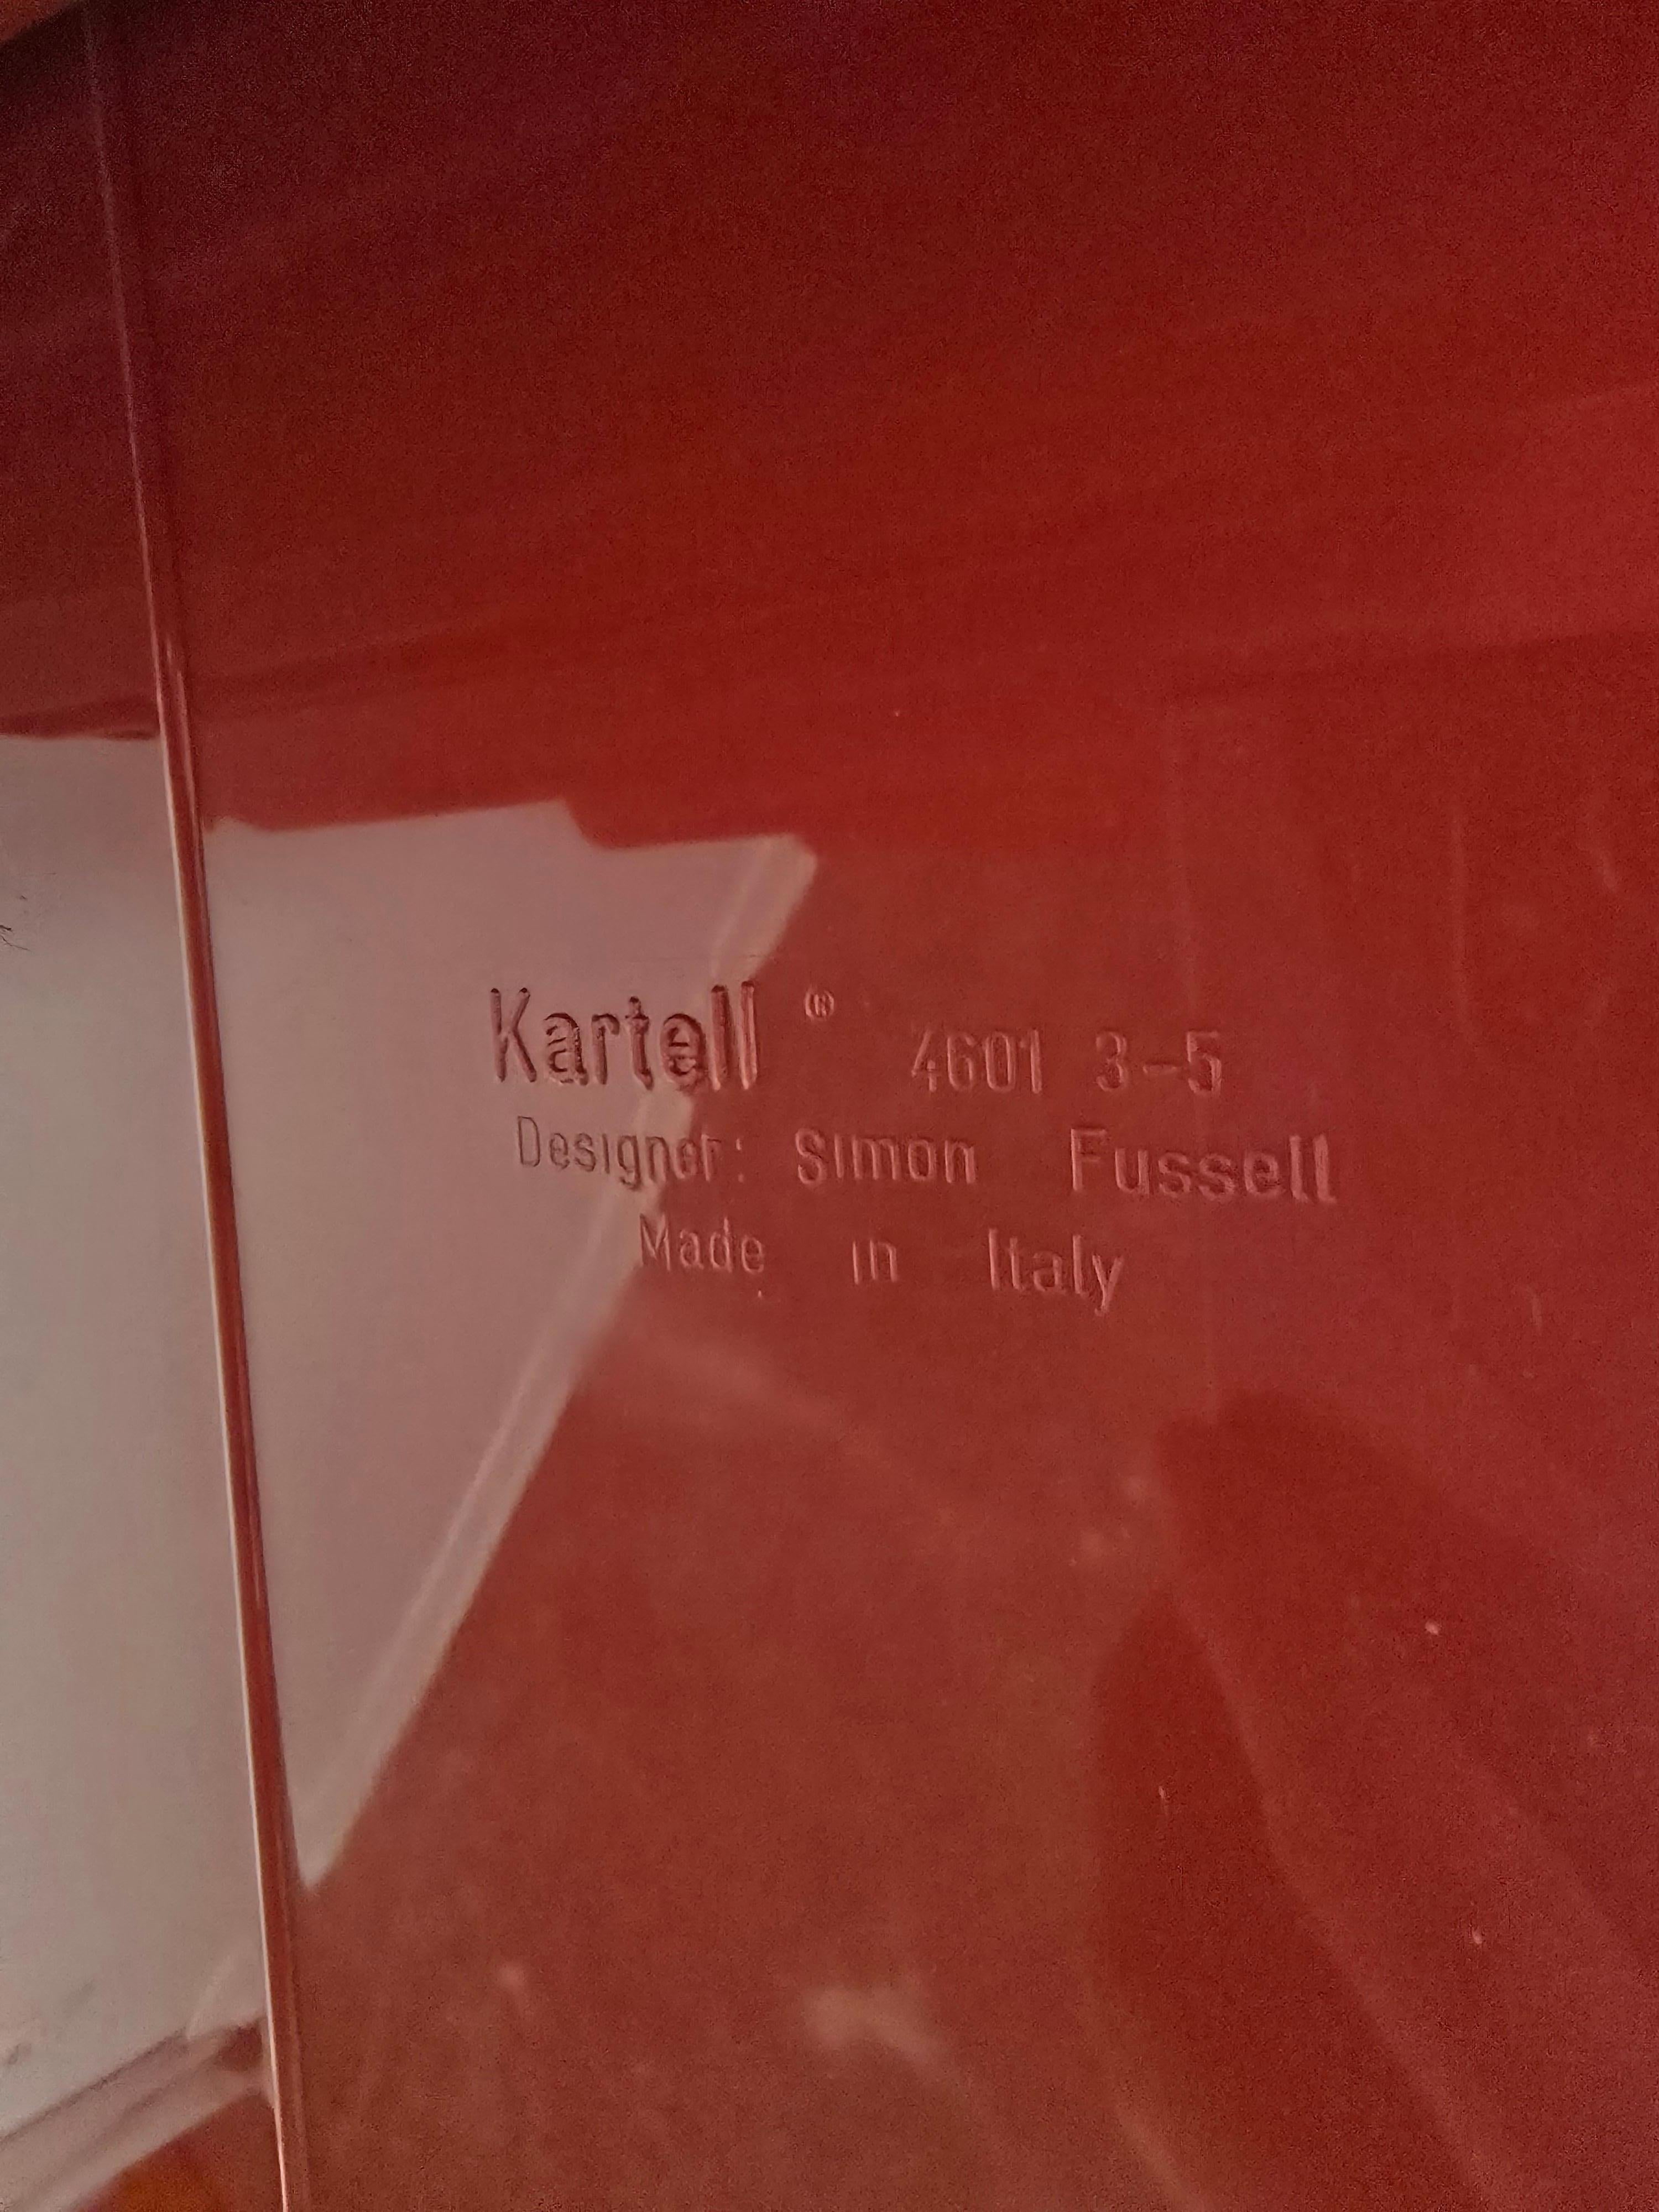 Kartell ® 4601 3-5
Designer: Simon Fussell
Made in Italy